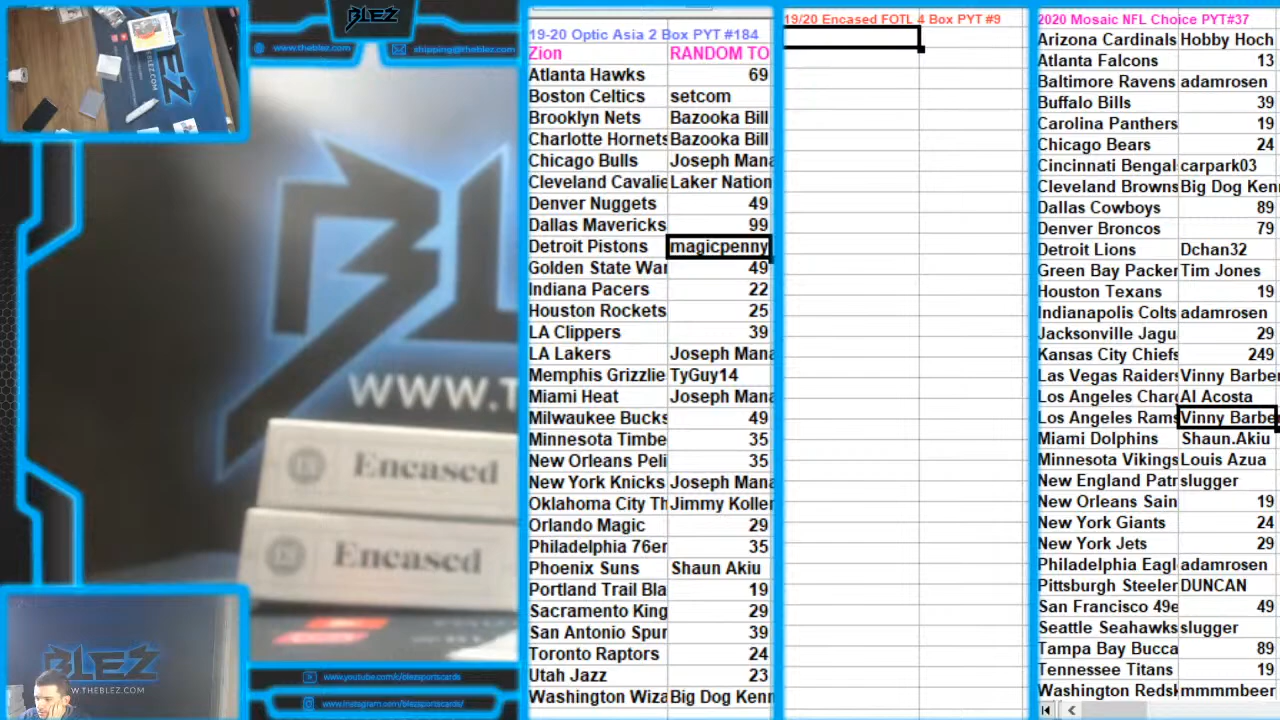 BLEZ
www.theblez.com
shipping@theblez.com
BLEZ
WWW.T
Encased
Encased
BLEZ
WWW.THEBLEZ.COM
www.youtube.com/c/blezsportscards
www.instagram.com/blezsportscards/
19-20 Optic Asia 2 Box PYT #184
Zion RANDOM TO
Atlanta Hawks 69
Boston Celtics setcom
Brooklyn Nets Bazooka Bill
Charlotte Hornets Bazooka Bill
Chicago Bulls Joseph Mana
Cleveland Cavalie Laker Nation
Denver Nuggets 49
Dallas Mavericks 99
Detroit Pistons magicpenny
Golden State War 49
Indiana Pacers 22
Houston Rockets 25
LA Clippers 39
LA Lakers Joseph Mana
Memphis Grizzlie TyGuy14
Miami Heat Joseph Mana
Milwaukee Bucks 49
Minnesota Timbe 35
New Orleans Peli 35
New York Knicks Joseph Mana
Oklahoma City Th Jimmy Koller
Orlando Magic 29
Philadelphia 76er 35
Phoenix Suns Shaun Akiu
Portland Trail Bla 19
Sacramento King 29
San Antonio Spur 39
Toronto Raptors 24
Utah Jazz 23
Washington Wiza Big Dog Kenn
19/20 Encased FOTL 4 Box PYT #9
2020 Mosaic NFL Choice PYT#37
Arizona Cardinals Hobby Hoch
Atlanta Falcons 13
Baltimore Ravens adamrosen
Buffalo Bills 39
Carolina Panthers 19
Chicago Bears 24
Cincinnati Bengal carpark03
Cleveland Browns Big Dog Kenn
Dallas Cowboys 89
Denver Broncos 79
Detroit Lions Dchan32
Green Bay Packer Tim Jones
Houston Texans 19
Indianapolis Colts adamrosen
Jacksonville Jagu 29
Kansas City Chiefs 249
Las Vegas Raiders Vinny Barber
Los Angeles Charg Al Acosta
Los Angeles Rams Vinny Barbe
Miami Dolphins Shaun.Akiu
Minnesota Vikings Louis Azua
New England Patr slugger
New Orleans Sain 19
New York Giants 24
New York Jets 29
Philadelphia Eagl adamrosen
Pittsburgh Steeler DUNCAN
San Francisco 49e 49
Seattle Seahawks slugger
Tampa Bay Bucca 89
Tennessee Titans 19
Washington Redsk mmmmbeer